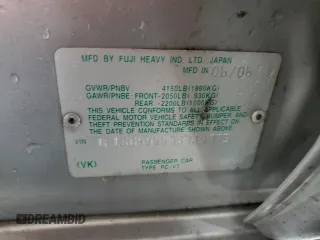 MFD BY FUJI HEAVY IND. LTD. JAPAN
MFD IN 06/08
GVWR/PNBV 4150LB(1880KG)
GAWR/PNBE FRONT-2050LB( 930KG)
REAR -2200LB(1000KG)
THIS VEHICLE CONFORMS TO ALL APPLICABLE
FEDERAL MOTOR VEHICLE SAFETY, BUMPER, AND
THEFT PREVENTION STANDARDS IN EFFECT
ON THE DATE OF MANUFACTURE SHOWN ABOVE.
VIN
PASSENGER CAR
(VK) TYPE PC/VT
DREAMBID